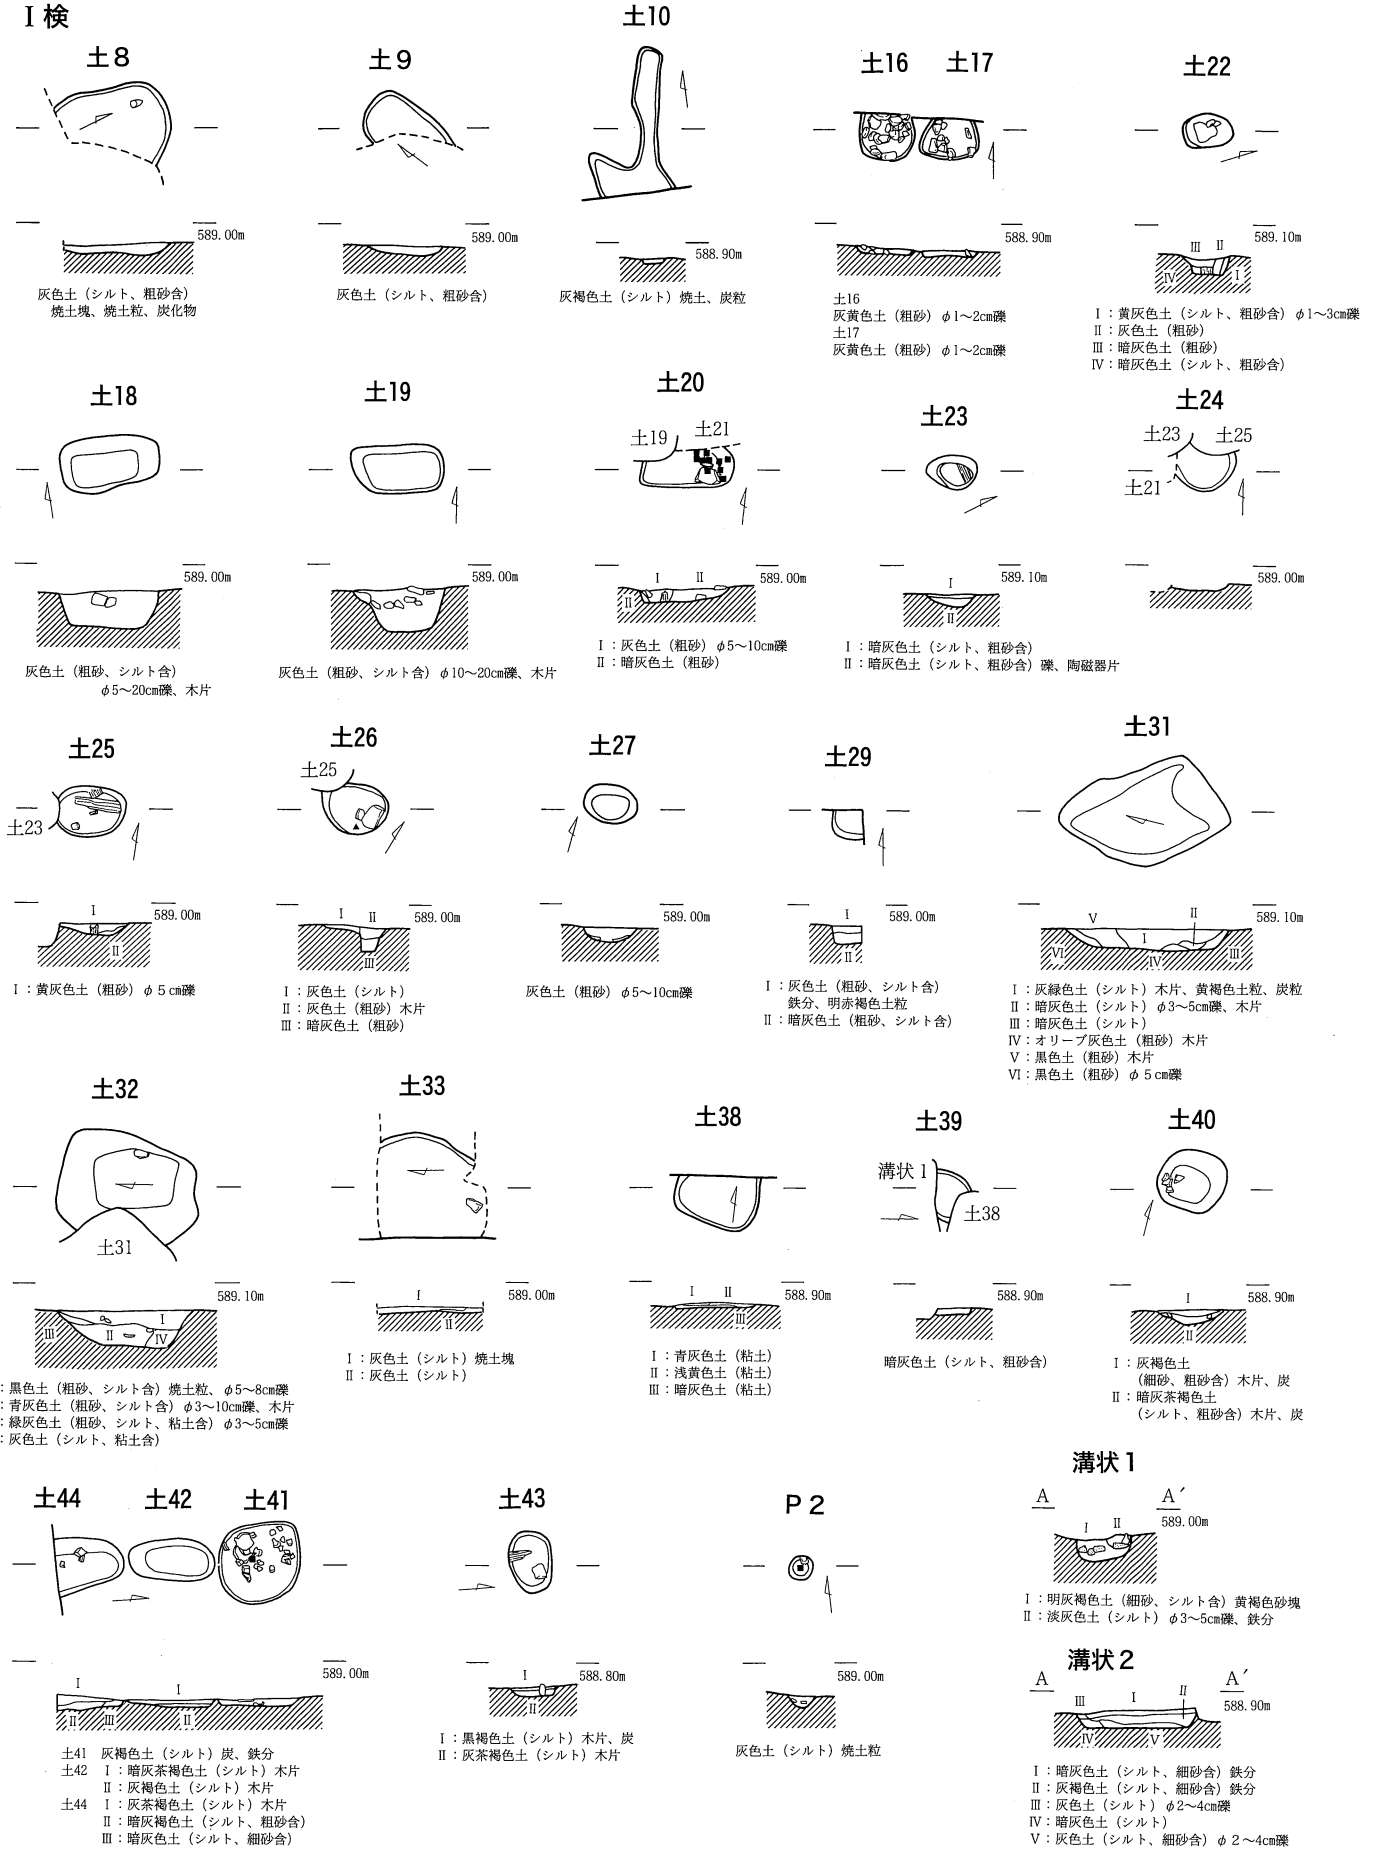 Ⅰ検
土8
589.00m
灰色土（シルト、粗砂含）
焼土塊、焼土粒、炭化物
土9
589.00m
灰色土（シルト、粗砂含）
土10
588.90m
灰褐色土（シルト）焼土、炭粒
土16 土17
588.90m
土16
灰黄色土（粗砂）φ1〜2cm礫
土17
灰黄色土（粗砂）φ1〜2cm礫
土22
589.10m
Ⅲ Ⅱ
Ⅳ Ⅰ
Ⅰ：黄灰色土（シルト、粗砂含）φ1〜3cm礫
Ⅱ：灰色土（粗砂）
Ⅲ：暗灰色土（粗砂）
Ⅳ：暗灰色土（シルト、粗砂含）
土18
589.00m
灰色土（粗砂、シルト含）
φ5〜20cm礫、木片
土19
589.00m
灰色土（粗砂、シルト含）φ10〜20cm礫、木片
土20
土19 土21
589.00m
Ⅰ Ⅱ
Ⅱ
Ⅰ：灰色土（粗砂）φ5〜10cm礫
Ⅱ：暗灰色土（粗砂）
土23
589.10m
Ⅰ
Ⅱ
Ⅰ：暗灰色土（シルト、粗砂含）
Ⅱ：暗灰色土（シルト、粗砂含）礫、陶磁器片
土24
土23 土25
土21
589.00m
土25
土23
589.00m
Ⅰ
Ⅱ
Ⅰ：黄灰色土（粗砂）φ５cm礫
土26
土25
589.00m
Ⅰ Ⅱ
Ⅲ
Ⅰ：灰色土（シルト）
Ⅱ：灰色土（粗砂）木片
Ⅲ：暗灰色土（粗砂）
土27
589.00m
灰色土（粗砂）φ5〜10cm礫
土29
589.00m
Ⅰ
Ⅱ
Ⅰ：灰色土（粗砂、シルト含）
鉄分、明赤褐色土粒
Ⅱ：暗灰色土（粗砂、シルト含）
土31
589.10m
Ⅴ Ⅱ
Ⅰ
Ⅵ Ⅳ Ⅲ
Ⅰ：灰緑色土（シルト）木片、黄褐色土粒、炭粒
Ⅱ：暗灰色土（シルト）φ3〜5cm礫、木片
Ⅲ：暗灰色土（シルト）
Ⅳ：オリーブ灰色土（粗砂）木片
Ⅴ：黒色土（粗砂）木片
Ⅵ：黒色土（粗砂）φ５cm礫
土32
土31
589.10m
Ⅰ
Ⅲ Ⅱ Ⅳ
：黒色土（粗砂、シルト含）焼土粒、φ5〜8cm礫
：青灰色土（粗砂、シルト含）φ3〜10cm礫、木片
：緑灰色土（粗砂、シルト、粘土含）φ3〜5cm礫
：灰色土（シルト、粘土含）
土33
589.00m
Ⅰ
Ⅱ
Ⅰ：灰色土（シルト）焼土塊
Ⅱ：灰色土（シルト）
土38
588.90m
Ⅰ Ⅱ
Ⅲ
Ⅰ：青灰色土（粘土）
Ⅱ：浅黄色土（粘土）
Ⅲ：暗灰色土（粘土）
土39
溝状１
土38
588.90m
暗灰色土（シルト、粗砂含）
土40
588.90m
Ⅰ
Ⅱ
Ⅰ：灰褐色土
（細砂、粗砂含）木片、炭
Ⅱ：暗灰茶褐色土
（シルト、粗砂含）木片、炭
土44 土42 土41
589.00m
Ⅰ Ⅰ
Ⅱ Ⅲ Ⅱ
土41 灰褐色土（シルト）炭、鉄分
土42 Ⅰ：暗灰茶褐色土（シルト）木片
Ⅱ：灰褐色土（シルト）木片
土44 Ⅰ：灰茶褐色土（シルト）木片
Ⅱ：暗灰褐色土（シルト、粗砂含）
Ⅲ：暗灰色土（シルト、細砂含）
土43
588.80m
Ⅰ
Ⅱ
Ⅰ：黒褐色土（シルト）木片、炭
Ⅱ：灰茶褐色土（シルト）木片
Ｐ２
589.00m
灰色土（シルト）焼土粒
溝状１
A A′
589.00m
Ⅰ Ⅱ
Ⅰ：明灰褐色土（細砂、シルト含）黄褐色砂塊
Ⅱ：淡灰色土（シルト）φ3〜5cm礫、鉄分
溝状２
A A′
588.90m
Ⅲ Ⅰ Ⅱ
Ⅳ Ⅴ
Ⅰ：暗灰色土（シルト、細砂含）鉄分
Ⅱ：灰褐色土（シルト、細砂含）鉄分
Ⅲ：灰色土（シルト）φ2〜4cm礫
Ⅳ：暗灰色土（シルト）
Ⅴ：灰色土（シルト、細砂含）φ２〜4cm礫